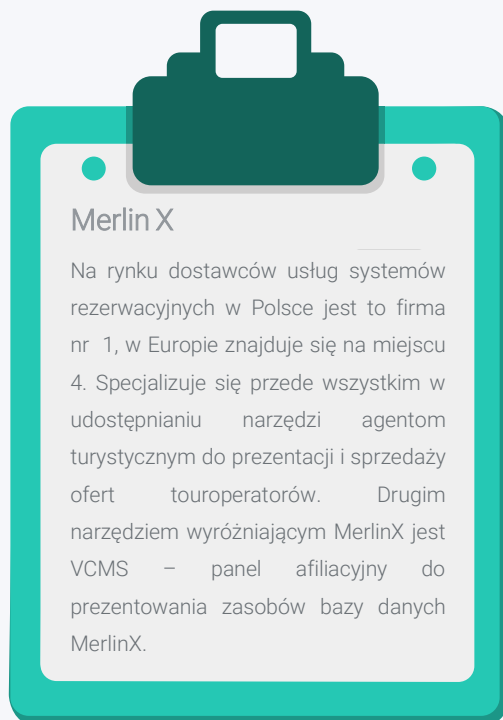 Merlin X
Na rynku dostawców usług systemów
rezerwacyjnych w Polsce jest to firma
nr 1, w Europie znajduje się na miejscu
4. Specjalizuje się przede wszystkim w
udostępnianiu narzędzi agentom
turystycznym do prezentacji i sprzedaży
ofert touroperatorów. Drugim
narzędziem wyróżniającym MerlinX jest
VCMS – panel afiliacyjny do
prezentowania zasobów bazy danych
MerlinX.